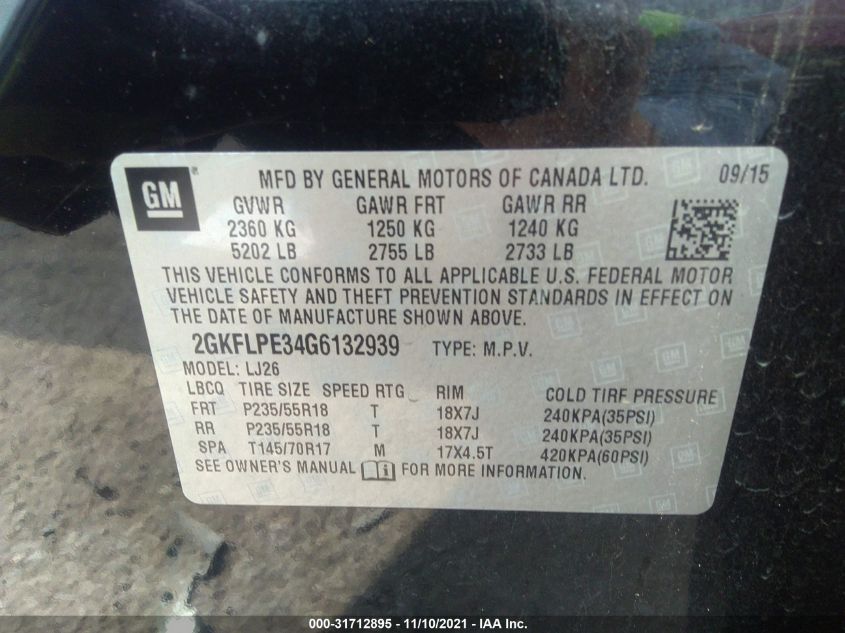 GM ®
MFD BY GENERAL MOTORS OF CANADA LTD. 09/15
GVWR GAWR FRT GAWR RR
2360 KG 1250 KG 1240 KG
5202 LB 2755 LB 2733 LB
THIS VEHICLE CONFORMS TO ALL APPLICABLE U.S. FEDERAL MOTOR
VEHICLE SAFETY AND THEFT PREVENTION STANDARDS IN EFFECT ON
THE DATE OF MANUFACTURE SHOWN ABOVE.
2GKFLPE34G6132939 TYPE: M.P.V.
MODEL: LJ26
LBCQ TIRE SIZE SPEED RTG RIM COLD TIRE PRESSURE
FRT P235/55R18 T 18X7J 240KPA(35PSI)
RR P235/55R18 T 18X7J 240KPA(35PSI)
SPA T145/70R17 M 17X4.5T 420KPA(60PSI)
SEE OWNER'S MANUAL FOR MORE INFORMATION.
000-31712895 - 11/10/2021 - IAA Inc.